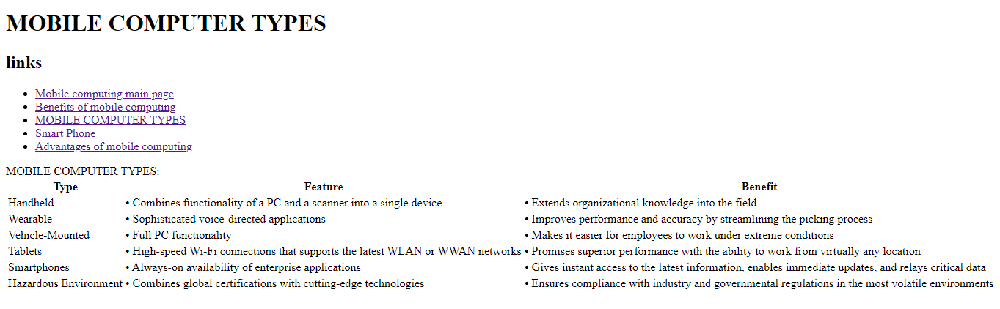 MOBILE COMPUTER TYPES
links
• Mobile computing main page
• Benefits of mobile computing
• MOBILE COMPUTER TYPES
• Smart Phone
• Advantages of mobile computing
MOBILE COMPUTER TYPES:
Type Feature Benefit
Handheld • Combines functionality of a PC and a scanner into a single device • Extends organizational knowledge into the field
Wearable • Sophisticated voice-directed applications • Improves performance and accuracy by streamlining the picking process
Vehicle-Mounted • Full PC functionality • Makes it easier for employees to work under extreme conditions
Tablets • High-speed Wi-Fi connections that supports the latest WLAN or WWAN networks • Promises superior performance with the ability to work from virtually any location
Smartphones • Always-on availability of enterprise applications • Gives instant access to the latest information, enables immediate updates, and relays critical data
Hazardous Environment • Combines global certifications with cutting-edge technologies • Ensures compliance with industry and governmental regulations in the most volatile environments